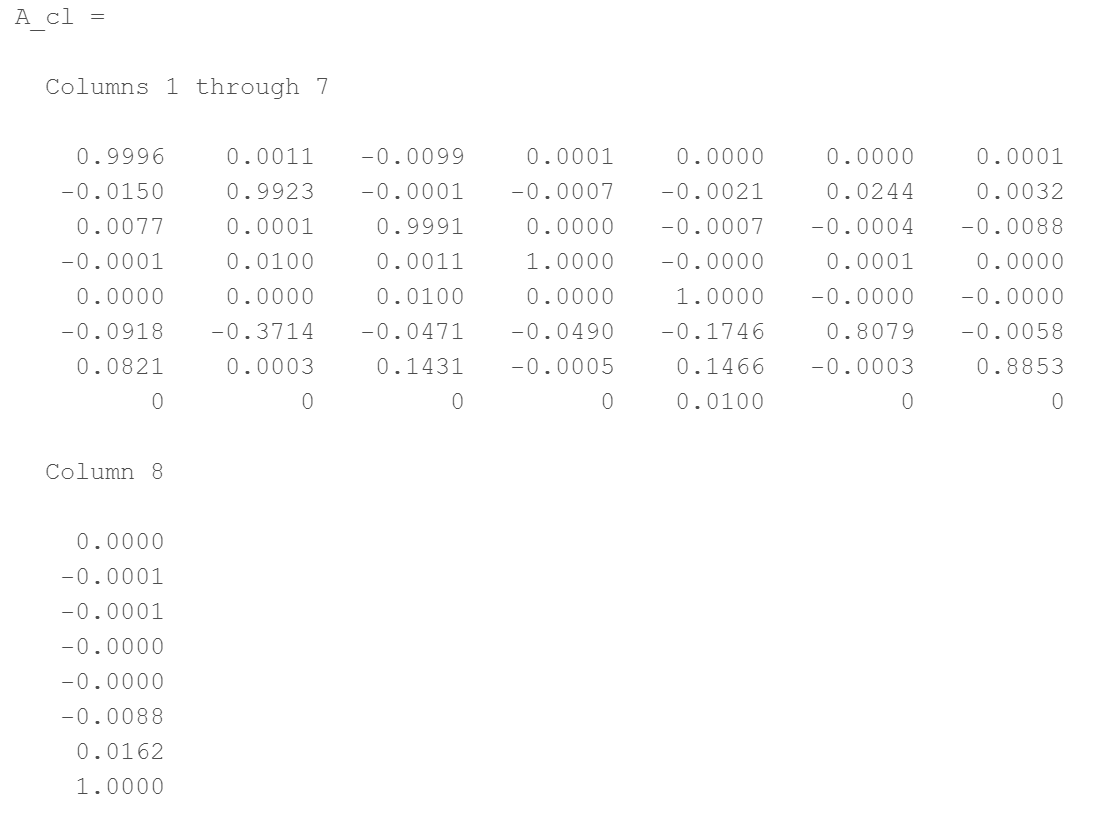 A_cl =
Columns 1 through 7
0.9996 0.0011 -0.0099 0.0001 0.0000 0.0000 0.0001
-0.0150 0.9923 -0.0001 -0.0007 -0.0021 0.0244 0.0032
0.0077 0.0001 0.9991 0.0000 -0.0007 -0.0004 -0.0088
-0.0001 0.0100 0.0011 1.0000 -0.0000 0.0001 0.0000
0.0000 0.0000 0.0100 0.0000 1.0000 -0.0000 -0.0000
-0.0918 -0.3714 -0.0471 -0.0490 -0.1746 0.8079 -0.0058
0.0821 0.0003 0.1431 -0.0005 0.1466 -0.0003 0.8853
0 0 0 0 0.0100 0 0
Column 8
0.0000
-0.0001
-0.0001
-0.0000
-0.0000
-0.0088
0.0162
1.0000